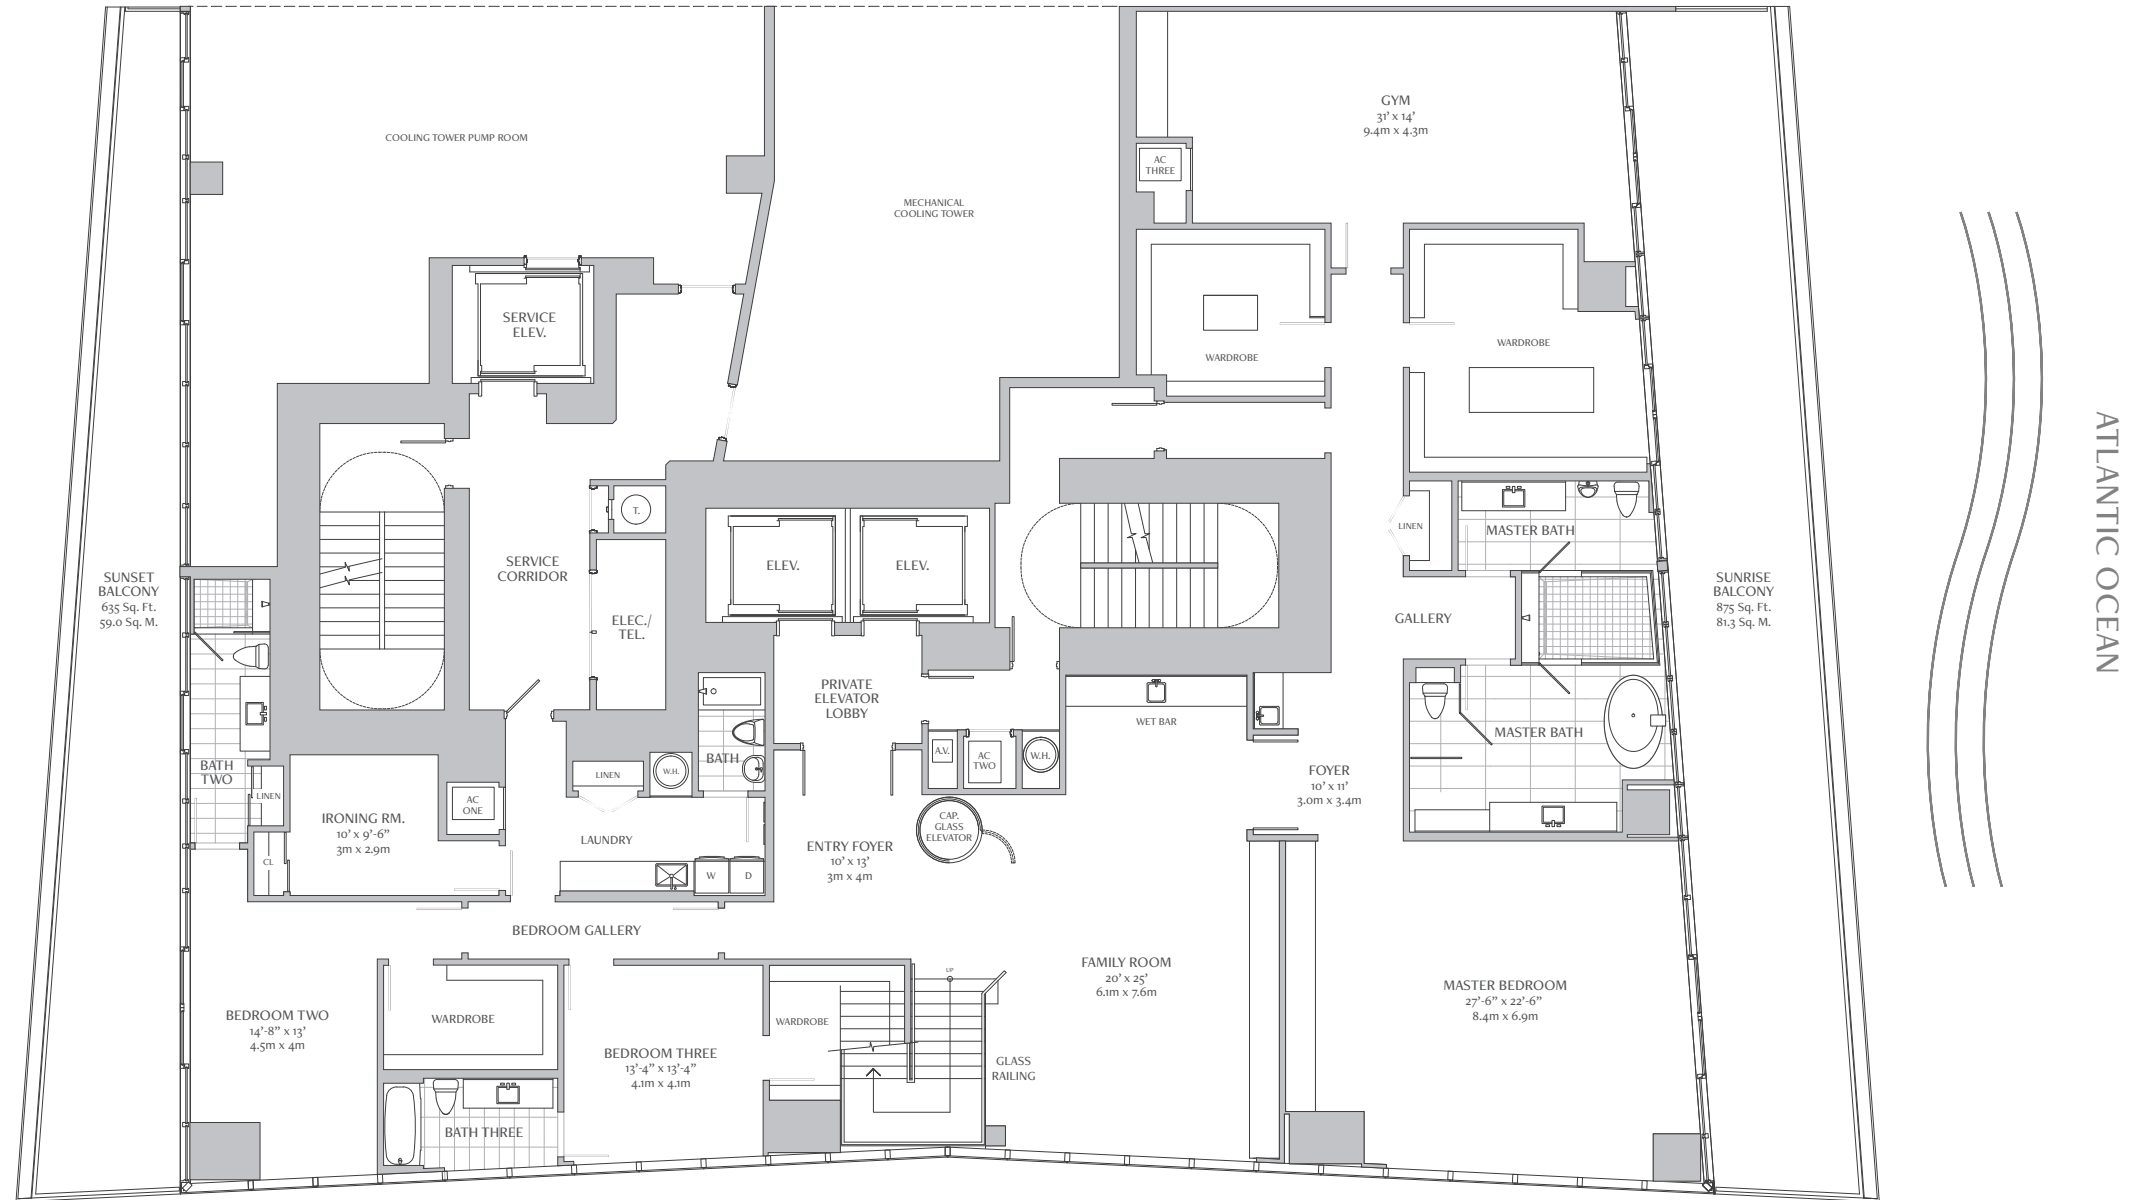 COOLING TOWER PUMP ROOM
MECHANICAL
COOLING TOWER
GYM
31’ x 14’
9.4m x 4.3m
AC
THREE
SERVICE
ELEV.
WARDROBE
WARDROBE
ATLANTIC OCEAN
T.
LINEN
MASTER BATH
SERVICE
CORRIDOR
ELEV.
ELEV.
SUNSET
BALCONY
635 Sq. Ft.
59.0 Sq. M.
ELEC./
TEL.
GALLERY
SUNRISE
BALCONY
875 Sq. Ft.
81.3 Sq. M.
PRIVATE
ELEVATOR
LOBBY
WET BAR
MASTER BATH
BATH
TWO
LINEN
AC
ONE
LINEN
W.H.
BATH
A.V.
AC
TWO
W.H.
FOYER
10’ x 11’
3.0m x 3.4m
IRONING RM.
10’ x 9’-6”
3m x 2.9m
CL
LAUNDRY
W
D
ENTRY FOYER
10’ x 13’
3m x 4m
CAP.
GLASS
ELEVATOR
BEDROOM GALLERY
UP
FAMILY ROOM
20’ x 25’
6.1m x 7.6m
MASTER BEDROOM
27’-6” x 22’-6”
8.4m x 6.9m
BEDROOM TWO
14’-8” x 13’
4.5m x 4m
WARDROBE
BEDROOM THREE
13’-4” x 13’-4”
4.1m x 4.1m
WARDROBE
GLASS
RAILING
BATH THREE